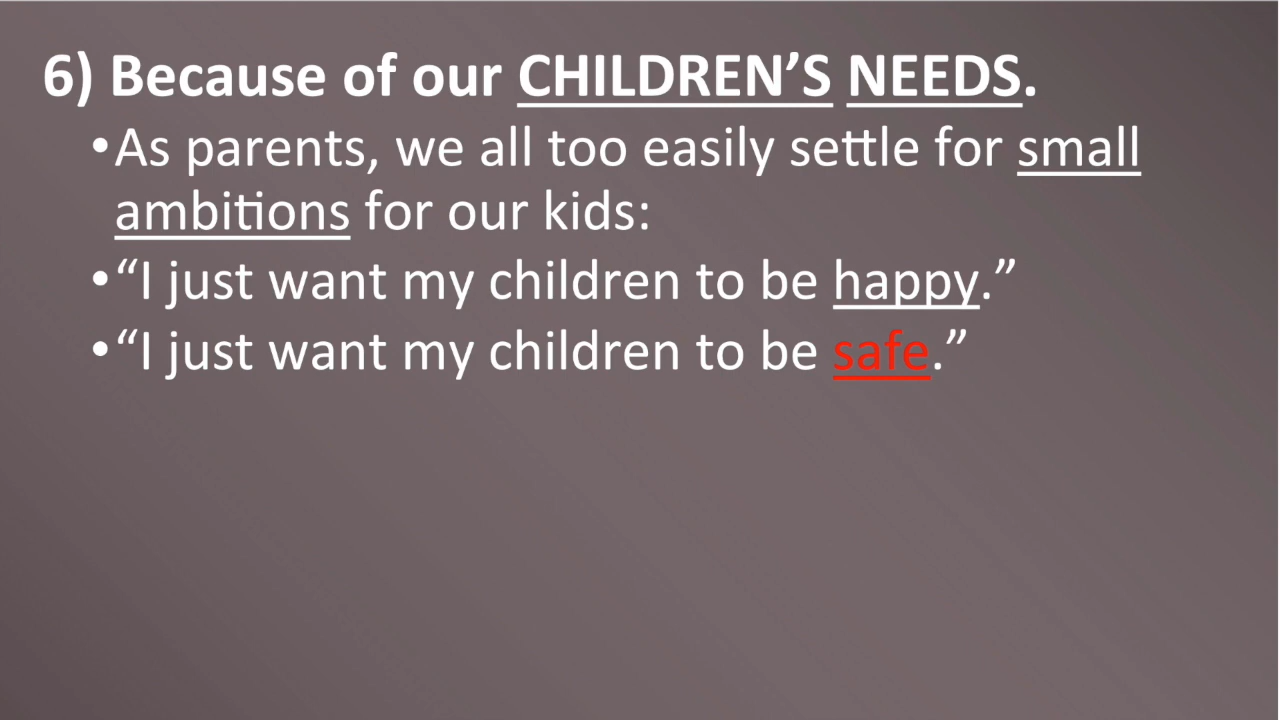 6) Because of our CHILDREN’S NEEDS.
•As parents, we all too easily settle for small
ambitions for our kids:
•“I just want my children to be happy.”
•“I just want my children to be safe.”